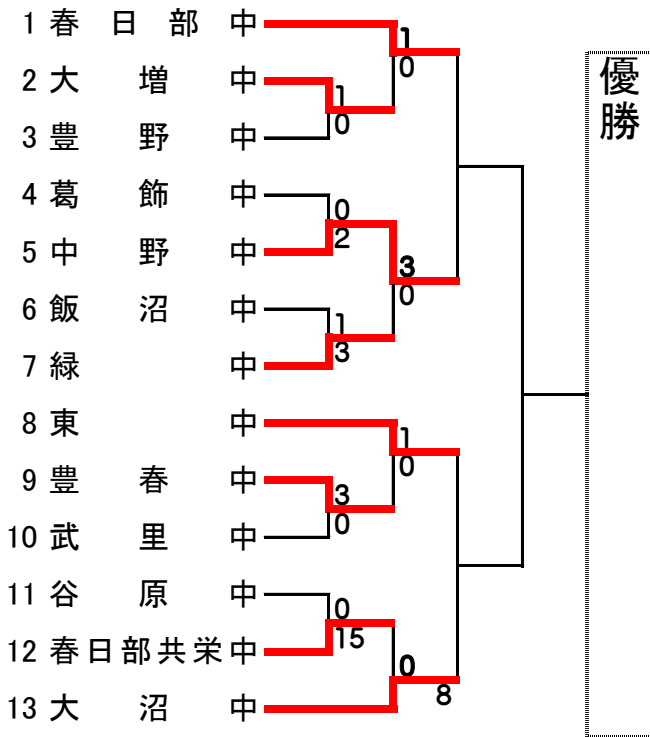 1 春日部中
2 大増中
3 豊野中
4 葛飾中
5 中野中
6 飯沼中
7 緑中
8 東中
9 豊春中
10 武里中
11 谷原中
12 春日部共栄中
13 大沼中
1
0
1
0
0
2
3
0
1
3
1
0
3
0
0
15
0
8
優勝